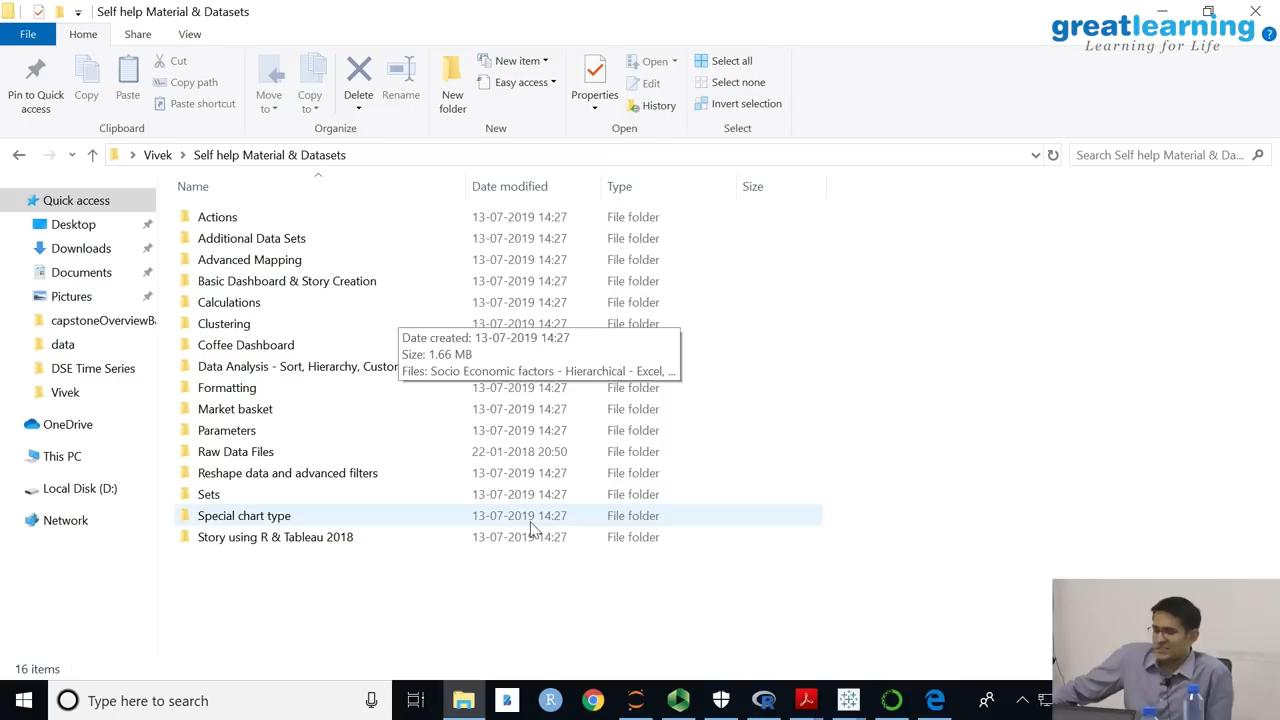 Self help Material & Datasets
greatlearning
Learning for Life
File Home Share View
Pin to Quick access
Copy
Paste
Cut
Copy path
Paste shortcut
Clipboard
Move to
Copy to
Delete
Rename
Organize
New folder
New item
Easy access
New
Properties
Open
Edit
History
Open
Select all
Select none
Invert selection
Select
Vivek Self help Material & Datasets
Search Self help Material & Da...
Quick access
Desktop
Downloads
Documents
Pictures
capstoneOverviewB
data
DSE Time Series
Vivek
OneDrive
This PC
Local Disk (D:)
Network
Name Date modified Type Size
Actions 13-07-2019 14:27 File folder
Additional Data Sets 13-07-2019 14:27 File folder
Advanced Mapping 13-07-2019 14:27 File folder
Basic Dashboard & Story Creation 13-07-2019 14:27 File folder
Calculations 13-07-2019 14:27 File folder
Clustering 13-07-2019 14:27 File folder
Coffee Dashboard
Data Analysis - Sort, Hierarchy, Custor
Date created: 13-07-2019 14:27
Size: 1.66 MB
Files: Socio Economic factors - Hierarchical - Excel, ...
Formatting 13-07-2019 14:27 File folder
Market basket 13-07-2019 14:27 File folder
Parameters 13-07-2019 14:27 File folder
Raw Data Files 22-01-2018 20:50 File folder
Reshape data and advanced filters 13-07-2019 14:27 File folder
Sets 13-07-2019 14:27 File folder
Special chart type 13-07-2019 14:27 File folder
Story using R & Tableau 2018 13-07-2019 14:27 File folder
16 items
Type here to search